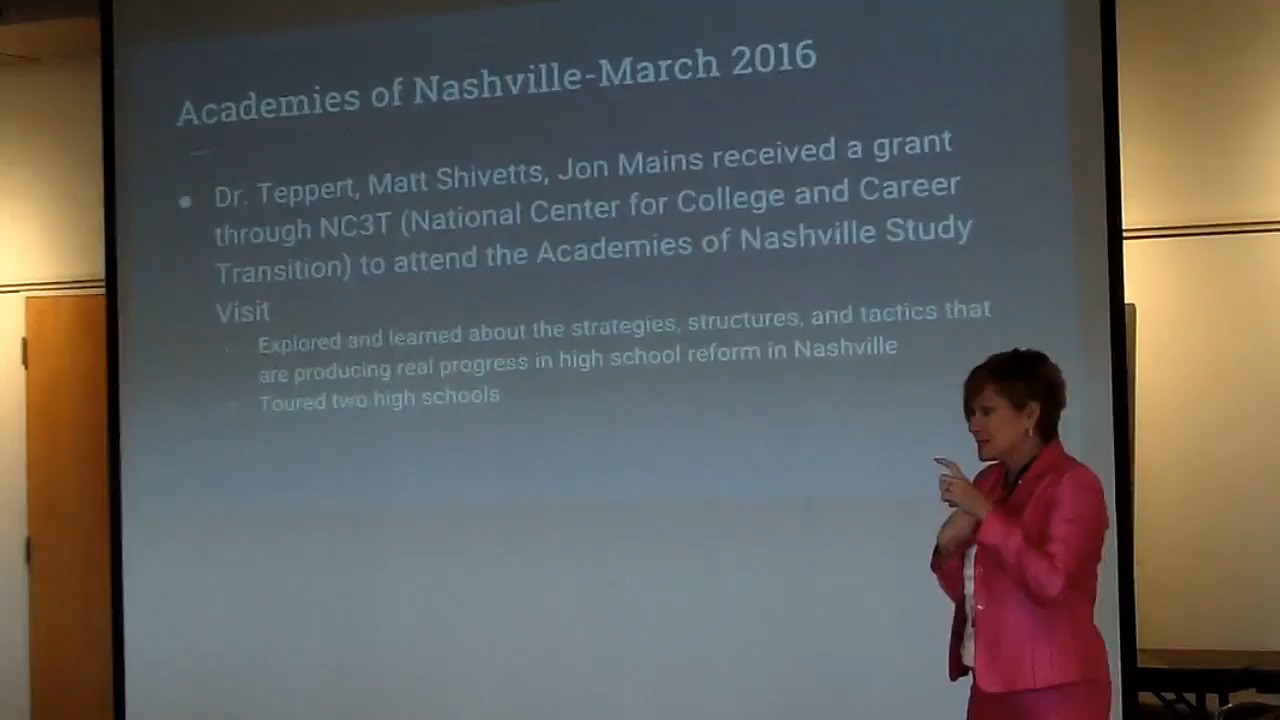 Academies of Nashville-March 2016
Dr. Teppert, Matt Shivetts, Jon Mains received a grant
through NC3T (National Center for College and Career
Transition) to attend the Academies of Nashville Study
Visit
Explored and learned about the strategies, structures, and tactics that
are producing real progress in high school reform in Nashville
Toured two high schools